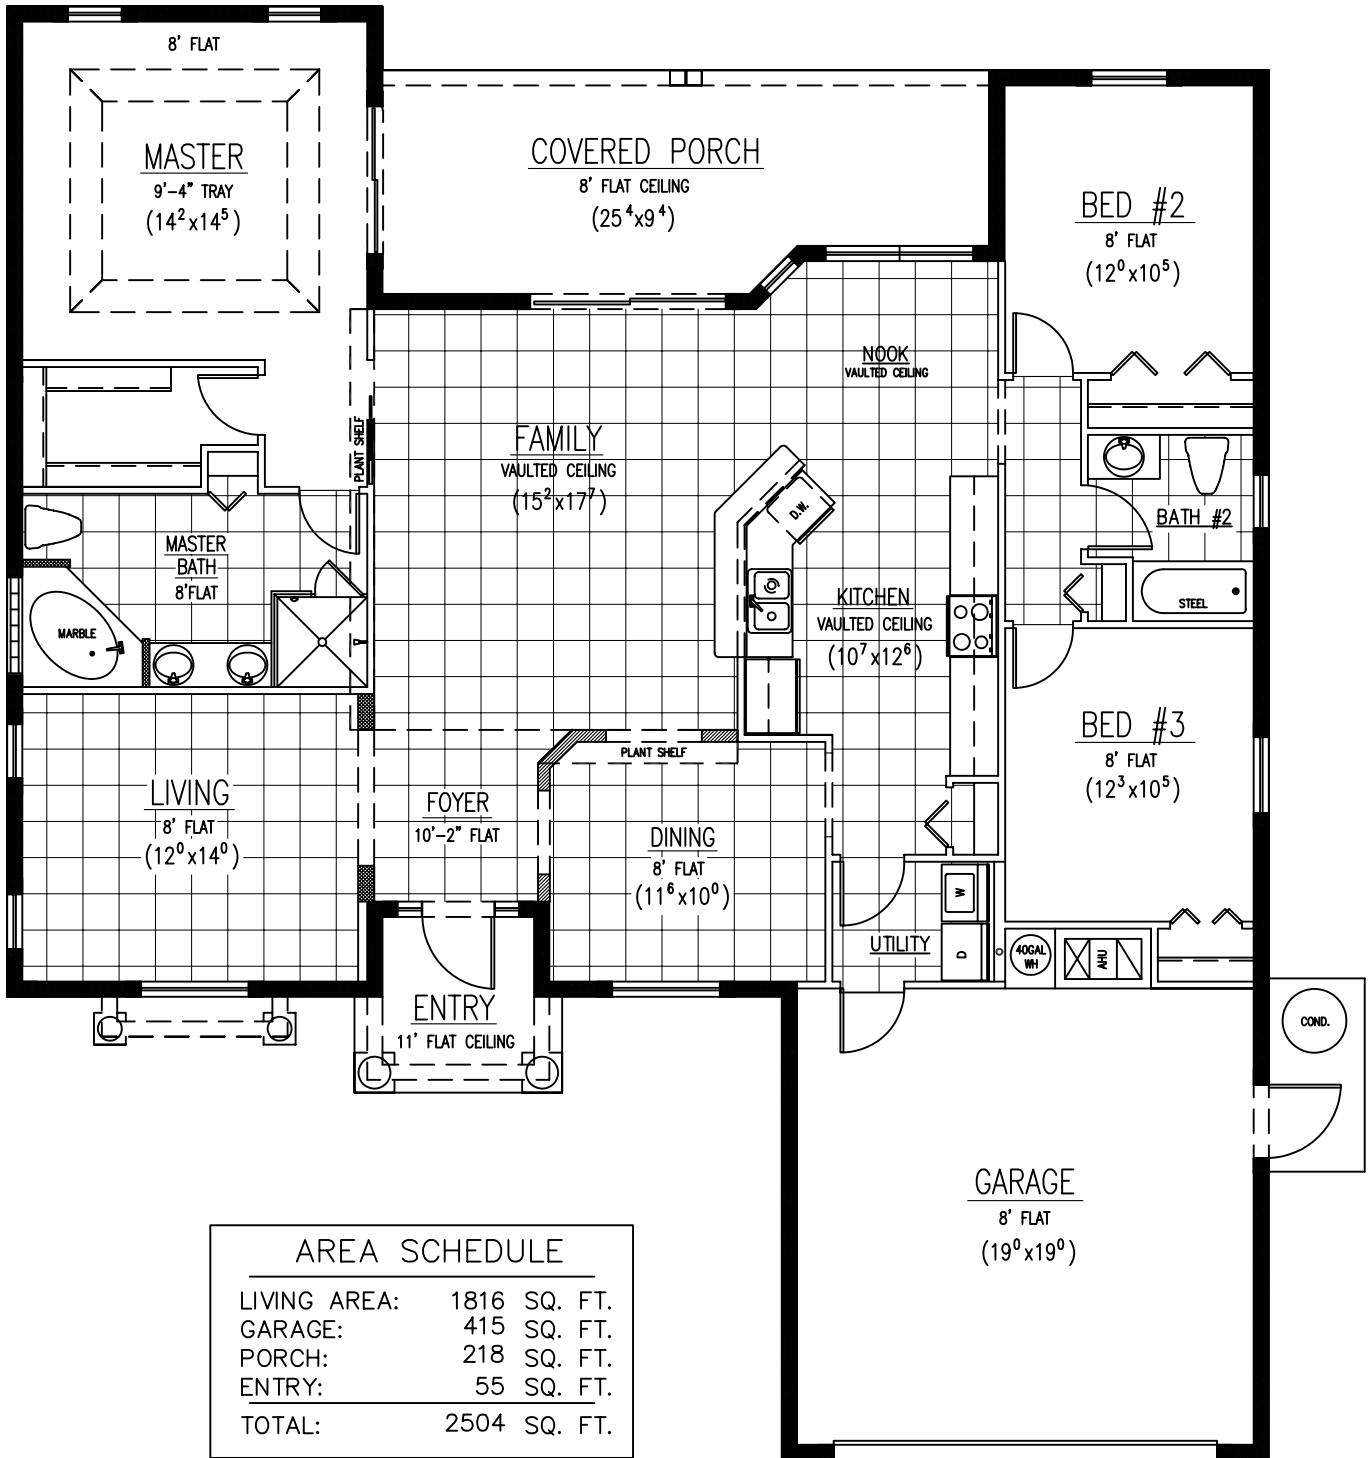 8' FLAT
MASTER
9'-4" TRAY
(14²x14⁵)
COVERED PORCH
8' FLAT CEILING
(25⁴x9⁴)
BED #2
8' FLAT
(12⁰x10⁵)
NOOK
VAULTED CEILING
PLANT SHELF
FAMILY
VAULTED CEILING
(15²x17⁷)
D.W.
MASTER
BATH
8'FLAT
MARBLE
KITCHEN
VAULTED CEILING
(10⁷x12⁶)
BATH #2
STEEL
BED #3
8' FLAT
(12³x10⁵)
PLANT SHELF
LIVING
8' FLAT
(12⁰x14⁰)
FOYER
10'-2" FLAT
DINING
8' FLAT
(11⁶x10⁰)
W
UTILITY
D
40GAL
WH
AHU
ENTRY
11' FLAT CEILING
COND.
GARAGE
8' FLAT
(19⁰x19⁰)
AREA SCHEDULE
LIVING AREA: 1816 SQ. FT.
GARAGE: 415 SQ. FT.
PORCH: 218 SQ. FT.
ENTRY: 55 SQ. FT.
TOTAL: 2504 SQ. FT.